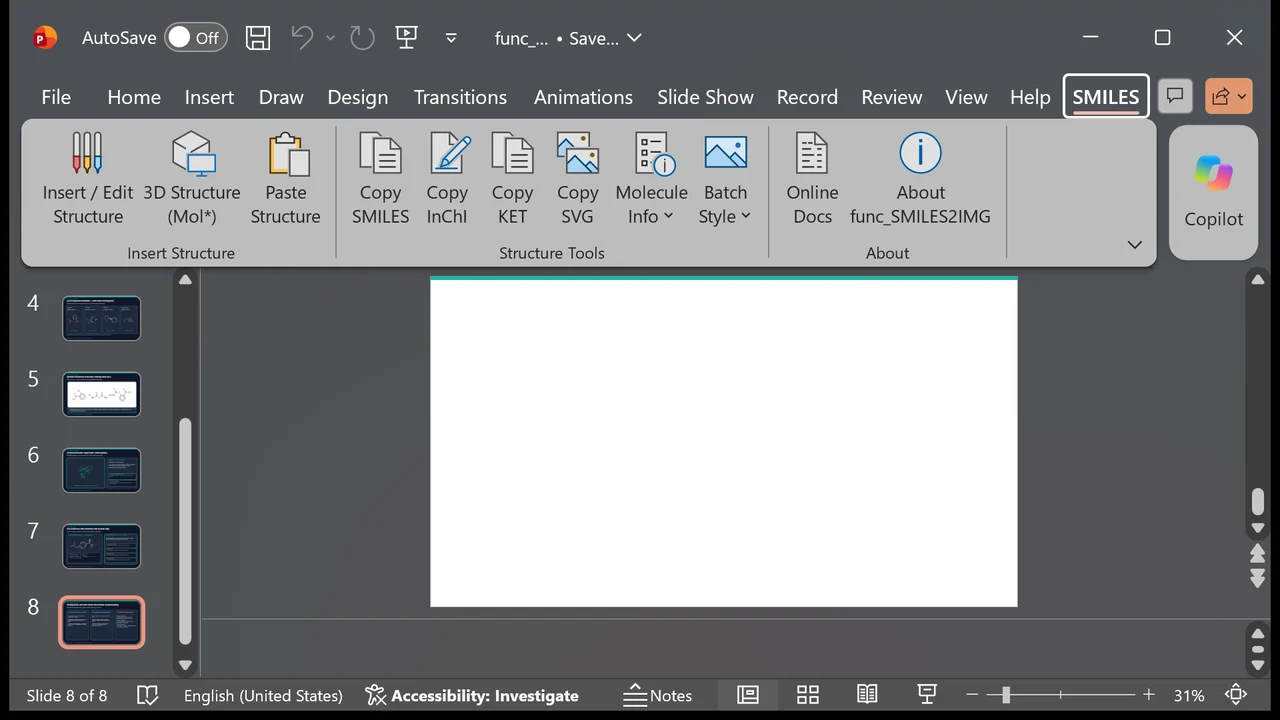 AutoSave Off func_... • Save...
File Home Insert Draw Design Transitions Animations Slide Show Record Review View Help SMILES
Insert / Edit Structure
3D Structure (Mol*)
Paste Structure
Insert Structure
Copy SMILES
Copy InChI
Copy KET
Copy SVG
Molecule Info
Batch Style
Structure Tools
Online Docs
About func_SMILES2IMG
About
Copilot
4
5
6
7
8
Slide 8 of 8 English (United States) Accessibility: Investigate Notes 31%